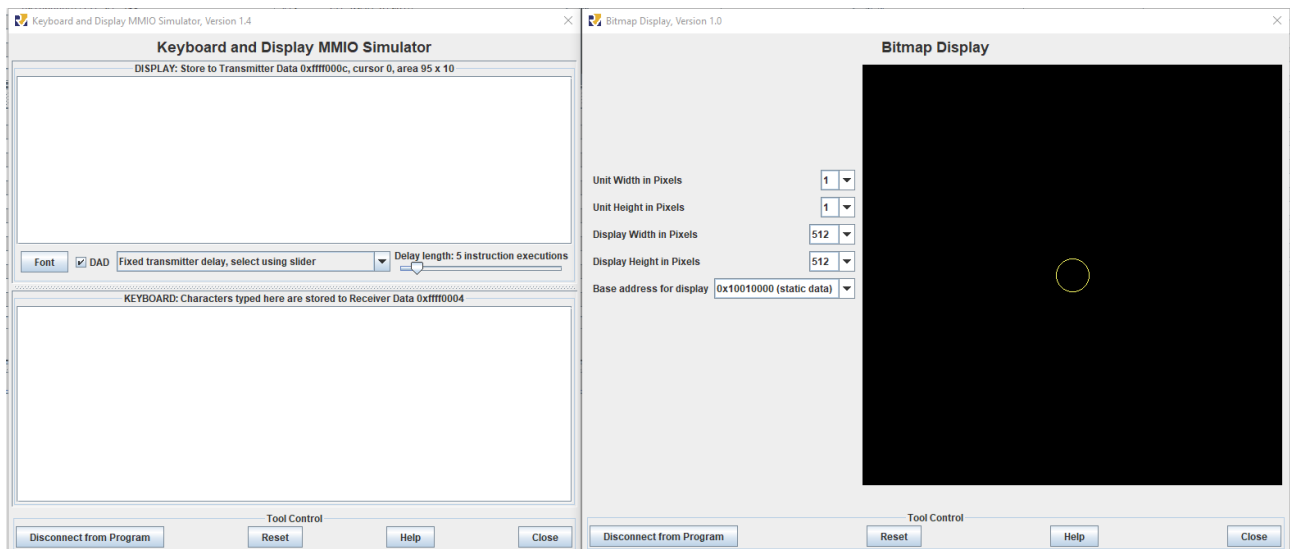 Keyboard and Display MMIO Simulator, Version 1.4
Keyboard and Display MMIO Simulator
DISPLAY: Store to Transmitter Data 0xffff000c, cursor 0, area 95 x 10
Font
DAD
Fixed transmitter delay, select using slider
Delay length: 5 instruction executions
KEYBOARD: Characters typed here are stored to Receiver Data 0xffff0004
Tool Control
Disconnect from Program
Reset
Help
Close
Bitmap Display, Version 1.0
Bitmap Display
Unit Width in Pixels 1
Unit Height in Pixels 1
Display Width in Pixels 512
Display Height in Pixels 512
Base address for display 0x10010000 (static data)
Tool Control
Disconnect from Program
Reset
Help
Close